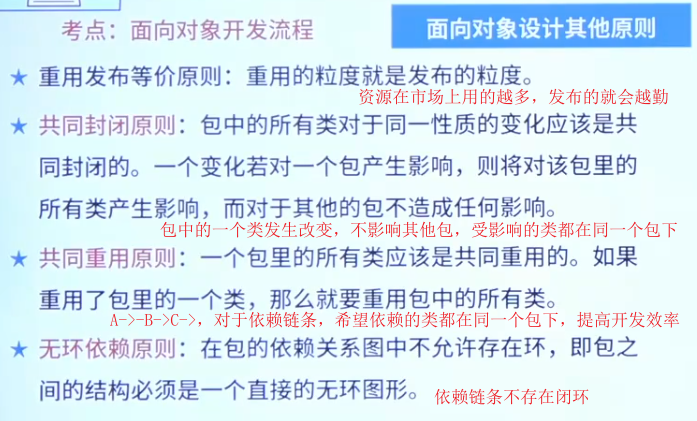 考点：面向对象开发流程
面向对象设计其他原则
★ 重用发布等价原则：重用的粒度就是发布的粒度。
资源在市场上用的越多，发布的就会越勤
★ 共同封闭原则：包中的所有类对于同一性质的变化应该是共
同封闭的。一个变化若对一个包产生影响，则将对该包里的
所有类产生影响，而对于其他的包不造成任何影响。
包中的一个类发生改变，不影响其他包，受影响的类都在同一个包下
★ 共同重用原则：一个包里的所有类应该是共同重用的。如果
重用了包里的一个类，那么就要重用包中的所有类。
A->-B->C->，对于依赖链条，希望依赖的类都在同一个包下，提高开发效率
★ 无环依赖原则：在包的依赖关系图中不允许存在环，即包之
间的结构必须是一个直接的无环图形。
依赖链条不存在闭环